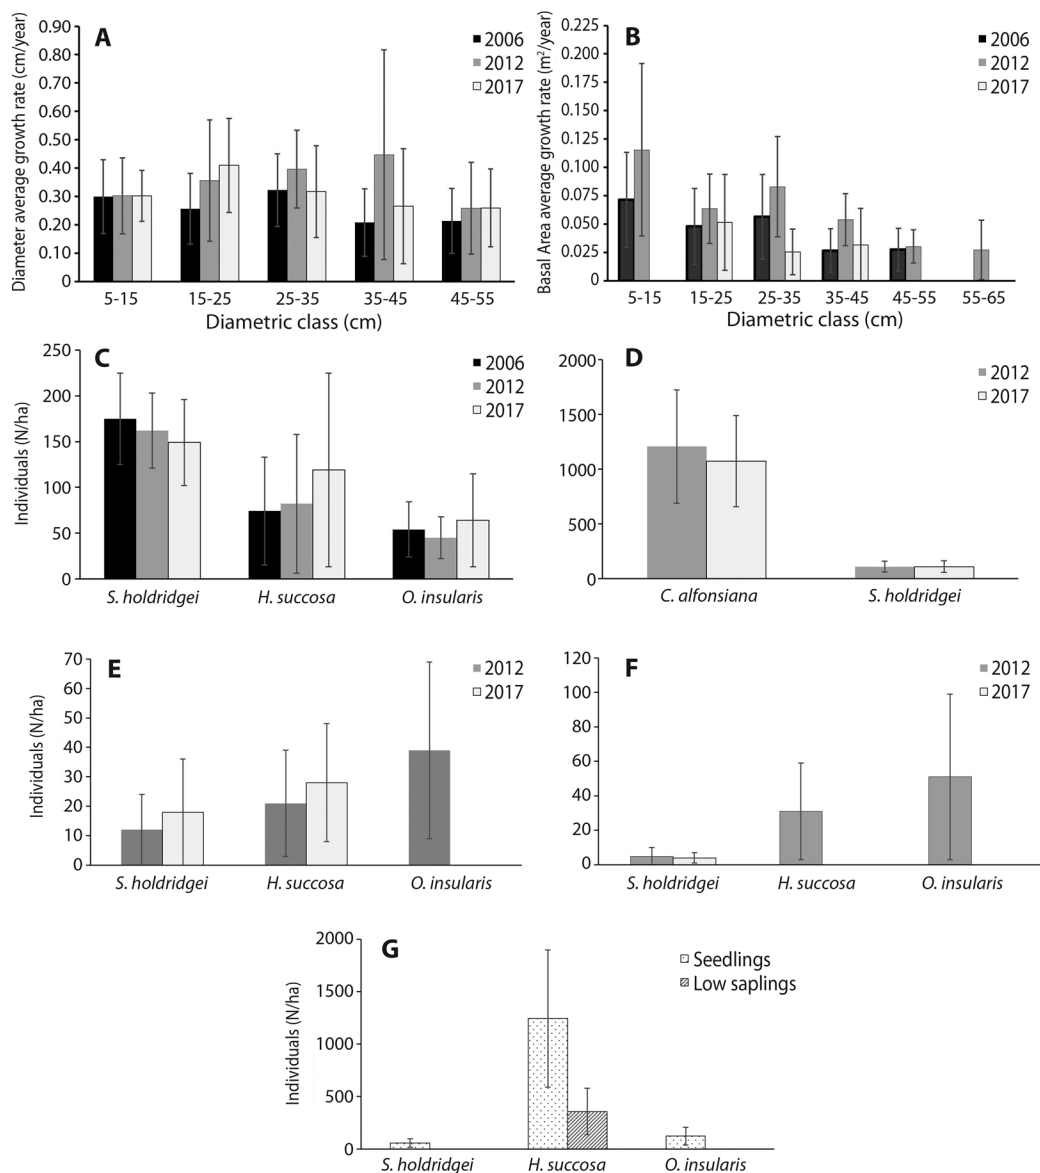 A
Diameter average growth rate (cm/year)
0.90
0.80
0.70
0.60
0.50
0.40
0.30
0.20
0.10
0
2006
2012
2017
5-15 15-25 25-35 35-45 45-55
Diametric class (cm)
B
Basal Area average growth rate (m²/year)
0.225
0.200
0.175
0.150
0.125
0.100
0.075
0.050
0.025
0
2006
2012
2017
5-15 15-25 25-35 35-45 45-55 55-65
Diametric class (cm)
C
Individuals (N/ha)
250
200
150
100
50
0
2006
2012
2017
S. holdridgei H. succosa O. insularis
D
2000
1500
1000
500
0
2012
2017
C. alfonsiana S. holdridgei
E
Individuals (N/ha)
70
60
50
40
30
20
10
0
2012
2017
S. holdridgei H. succosa O. insularis
F
120
100
80
60
40
20
0
2012
2017
S. holdridgei H. succosa O. insularis
G
Individuals (N/ha)
2000
1500
1000
500
0
Seedlings
Low saplings
S. holdridgei H. succosa O. insularis